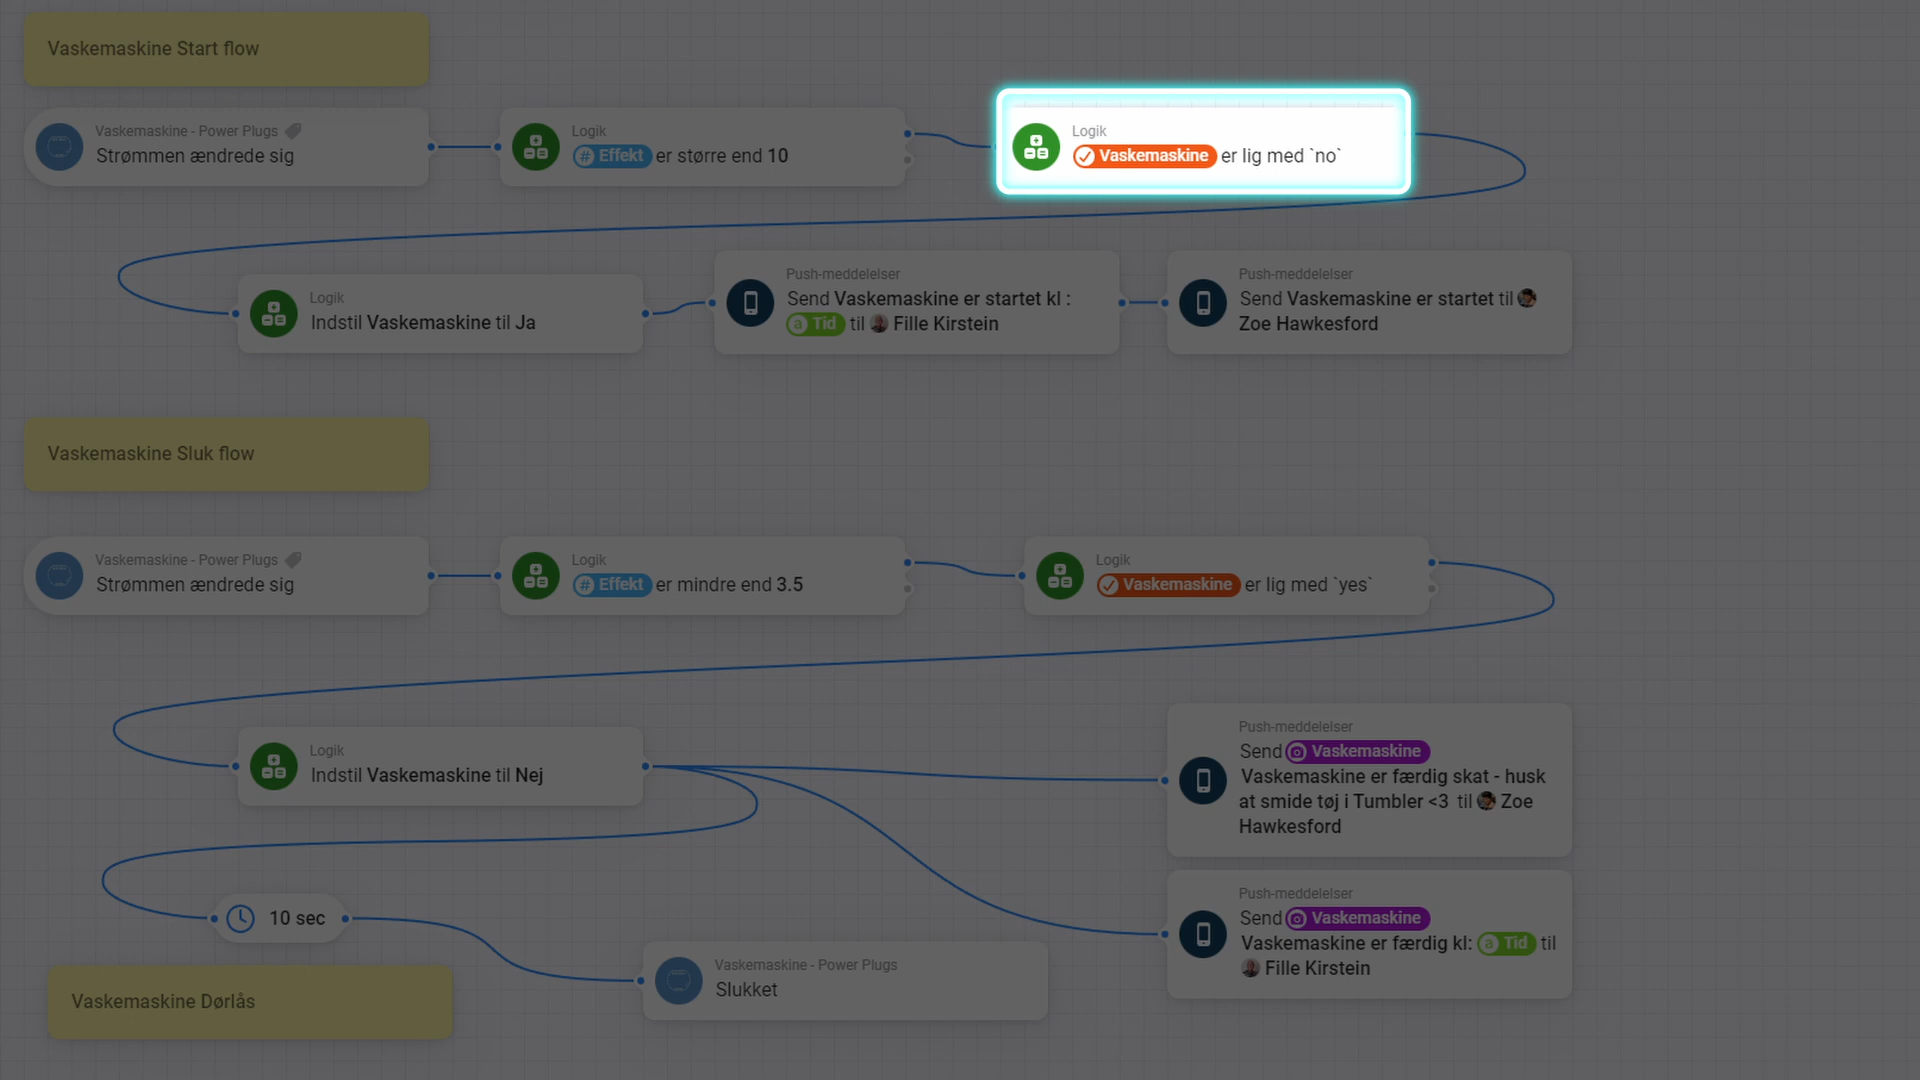 Vaskemaskine Start flow
Vaskemaskine - Power Plugs
Strømmen ændrede sig
Logik
# Effekt er større end 10
Logik
Vaskemaskine er lig med `no`
Logik
Indstil Vaskemaskine til Ja
Push-meddelelser
Send Vaskemaskine er startet kl :
a Tid til Fille Kirstein
Push-meddelelser
Send Vaskemaskine er startet til
Zoe Hawkesford
Vaskemaskine Sluk flow
Vaskemaskine - Power Plugs
Strømmen ændrede sig
Logik
# Effekt er mindre end 3.5
Logik
Vaskemaskine er lig med `yes`
Logik
Indstil Vaskemaskine til Nej
Push-meddelelser
Send Vaskemaskine
Vaskemaskine er færdig skat - husk
at smide tøj i Tumbler <3 til Zoe
Hawkesford
10 sec
Push-meddelelser
Send Vaskemaskine
Vaskemaskine er færdig kl: a Tid til
Fille Kirstein
Vaskemaskine - Power Plugs
Slukket
Vaskemaskine Dørlås